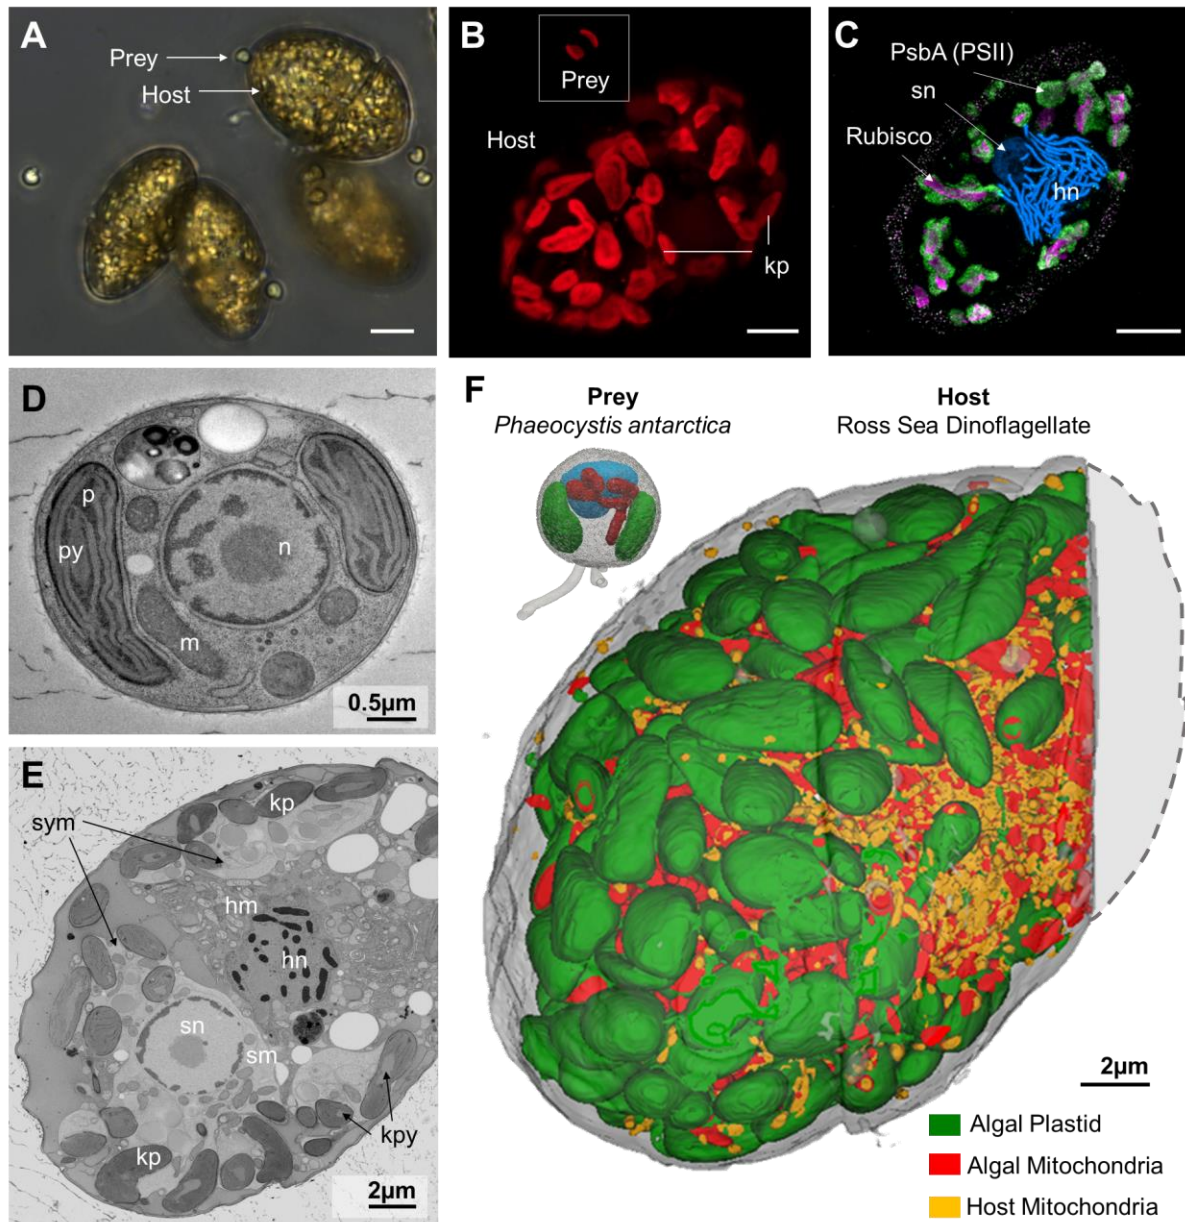 A
Prey
Host
B
Prey
Host
kp
C
PsbA (PSII)
sn
Rubisco
hn
D
p
py
n
m
0.5µm
E
kp
sym
hm
hn
sn
sm
kpy
kp
2µm
F
Prey
Phaeocystis antarctica
Host
Ross Sea Dinoflagellate
2µm
Algal Plastid
Algal Mitochondria
Host Mitochondria